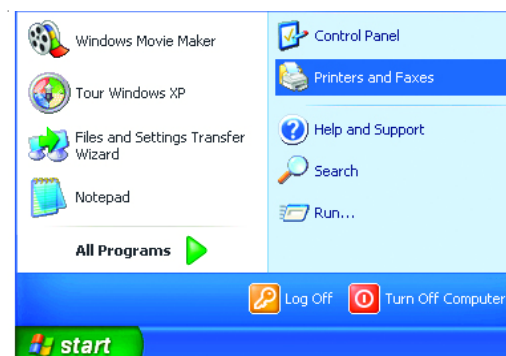 Windows Movie Maker
Tour Windows XP
Files and Settings Transfer
Wizard
Notepad
All Programs
Control Panel
Printers and Faxes
Help and Support
Search
Run...
Log Off
Turn Off Computer
start